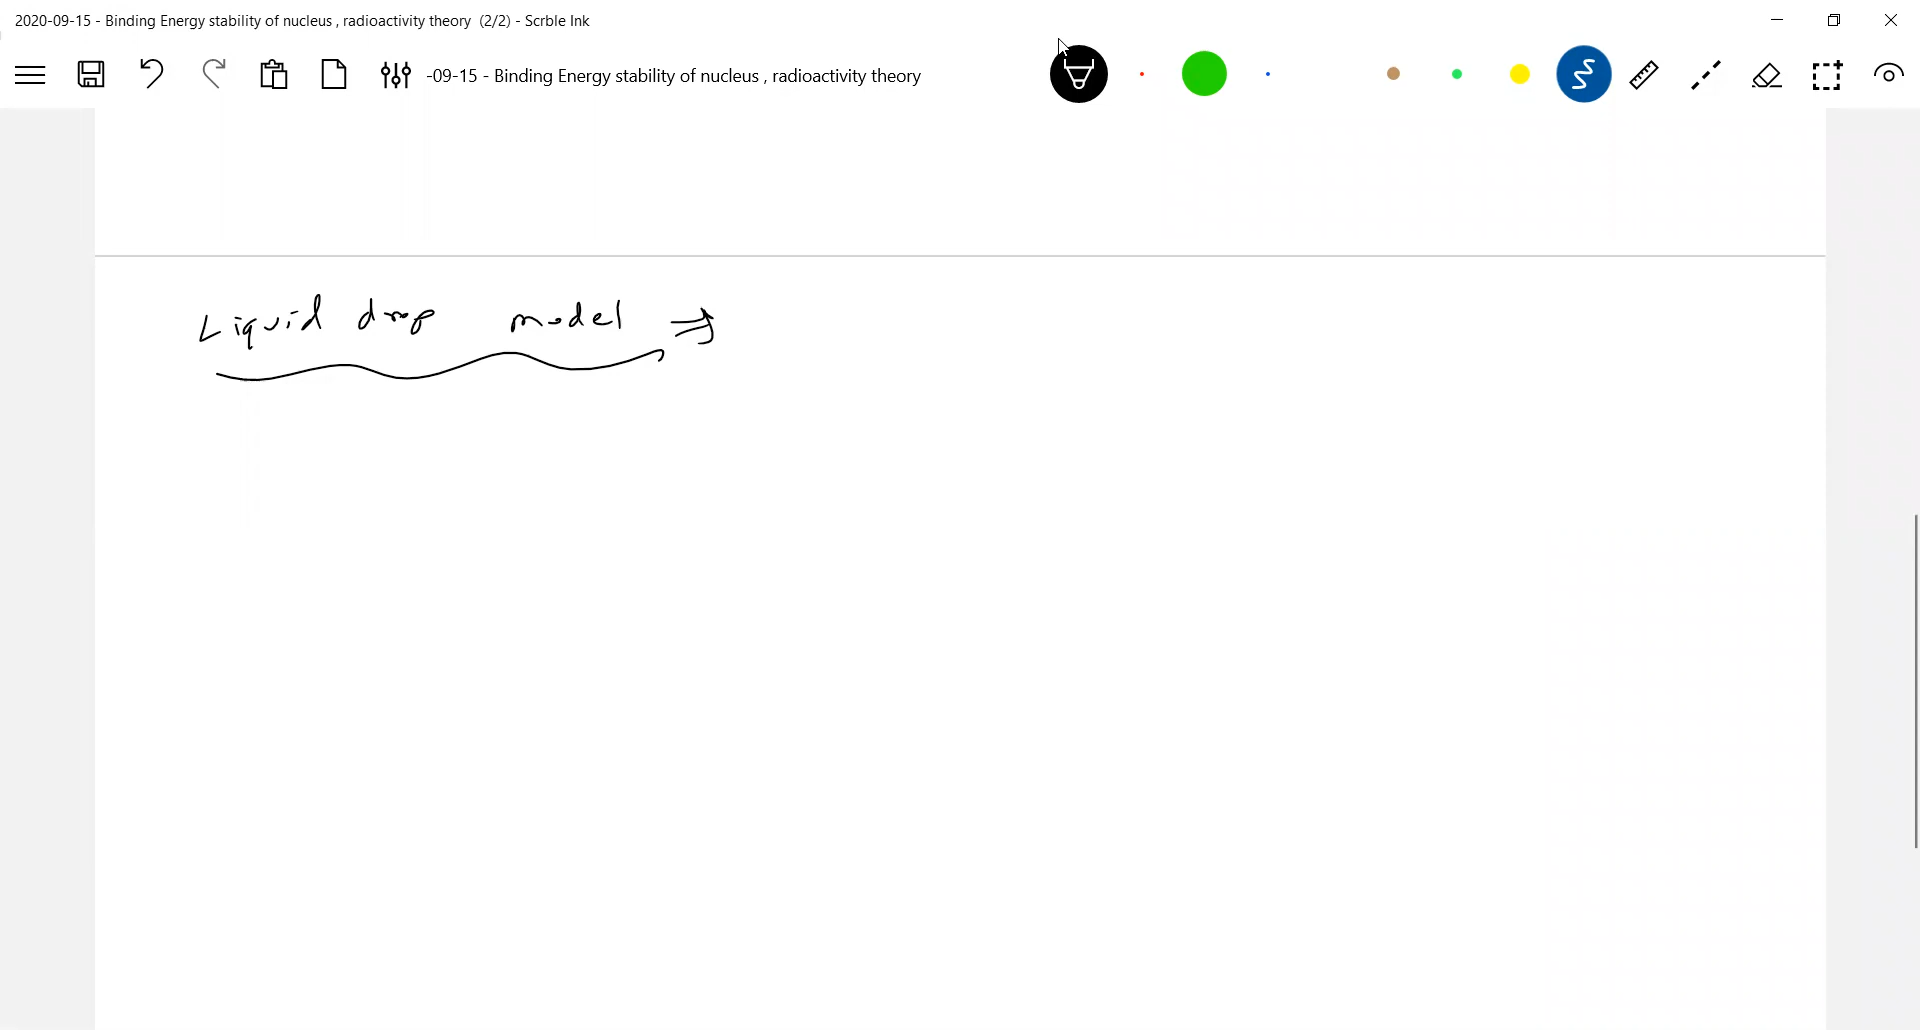 2020-09-15 - Binding Energy stability of nucleus , radioactivity theory (2/2) - Scrble Ink
-09-15 - Binding Energy stability of nucleus , radioactivity theory
Liquid drop model ⇒